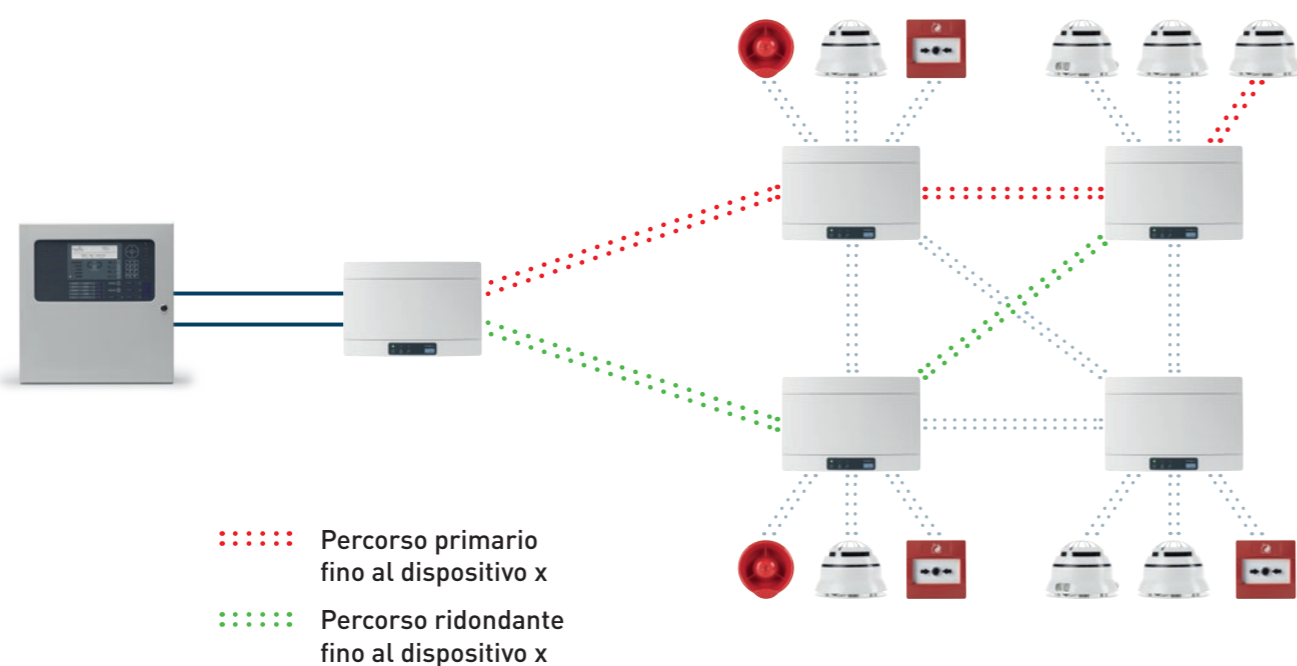 Percorso primario
fino al dispositivo x
Percorso ridondante
fino al dispositivo x